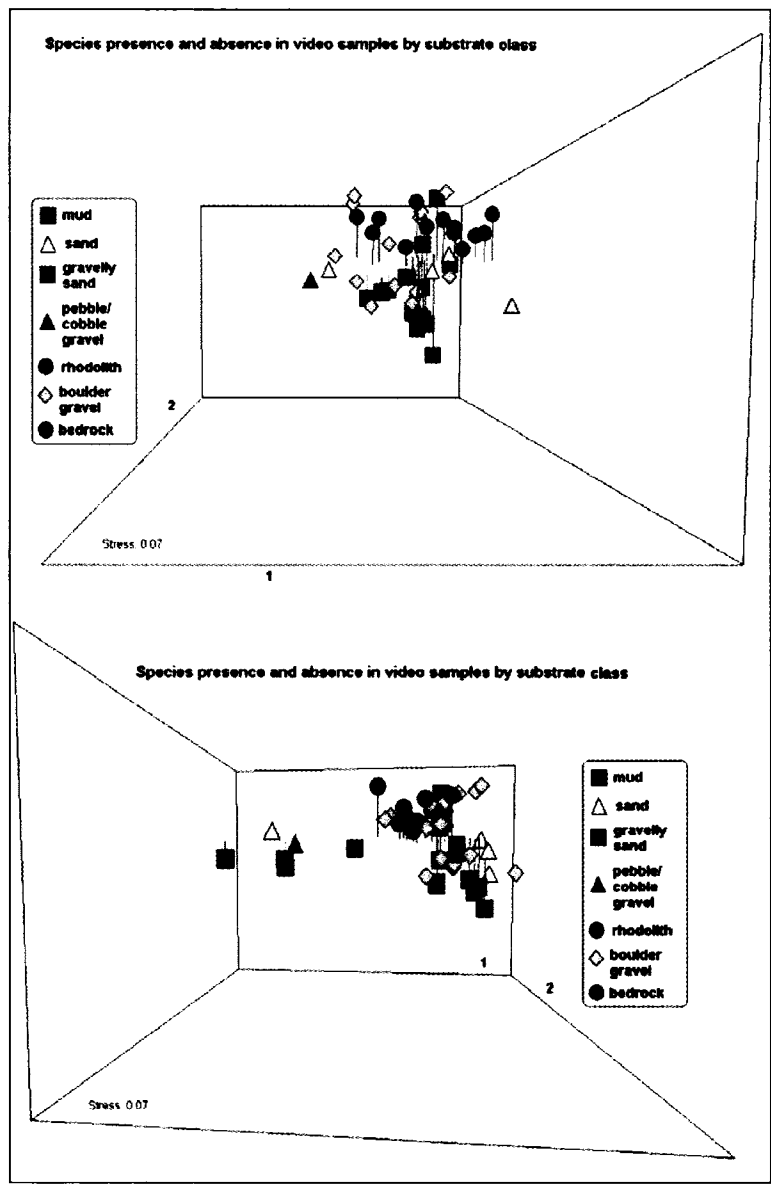 Species presence and absence in video samples by substrate class
mud
sand
gravelly
sand
pebble/
cobble
gravel
rhodolith
boulder
gravel
bedrock
2
Stress: 0.07
1
Species presence and absence in video samples by substrate class
mud
sand
gravelly
sand
pebble/
cobble
gravel
rhodolith
boulder
gravel
bedrock
1
2
Stress: 0.07